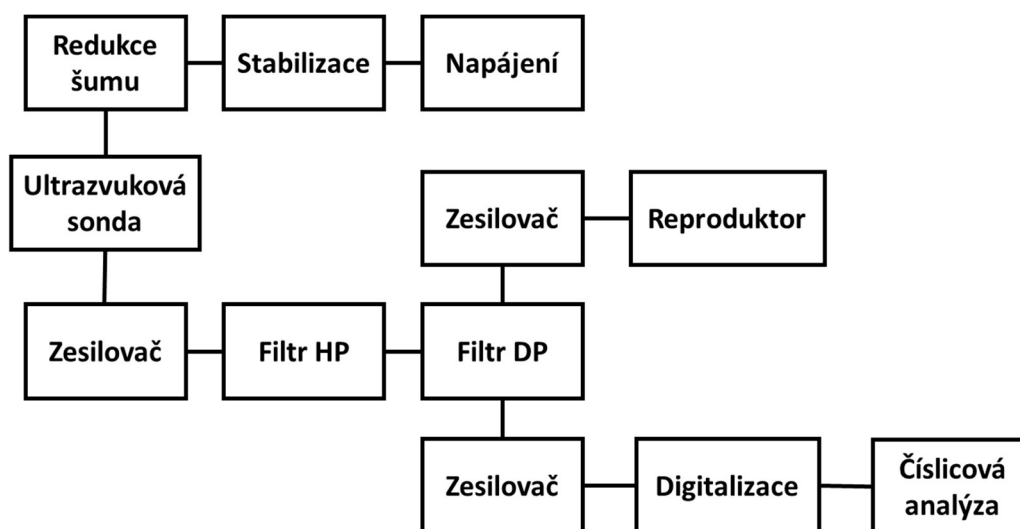 Redukce
šumu
Stabilizace
Napájení
Ultrazvuková
sonda
Zesilovač
Reproduktor
Zesilovač
Filtr HP
Filtr DP
Zesilovač
Digitalizace
Číslicová
analýza